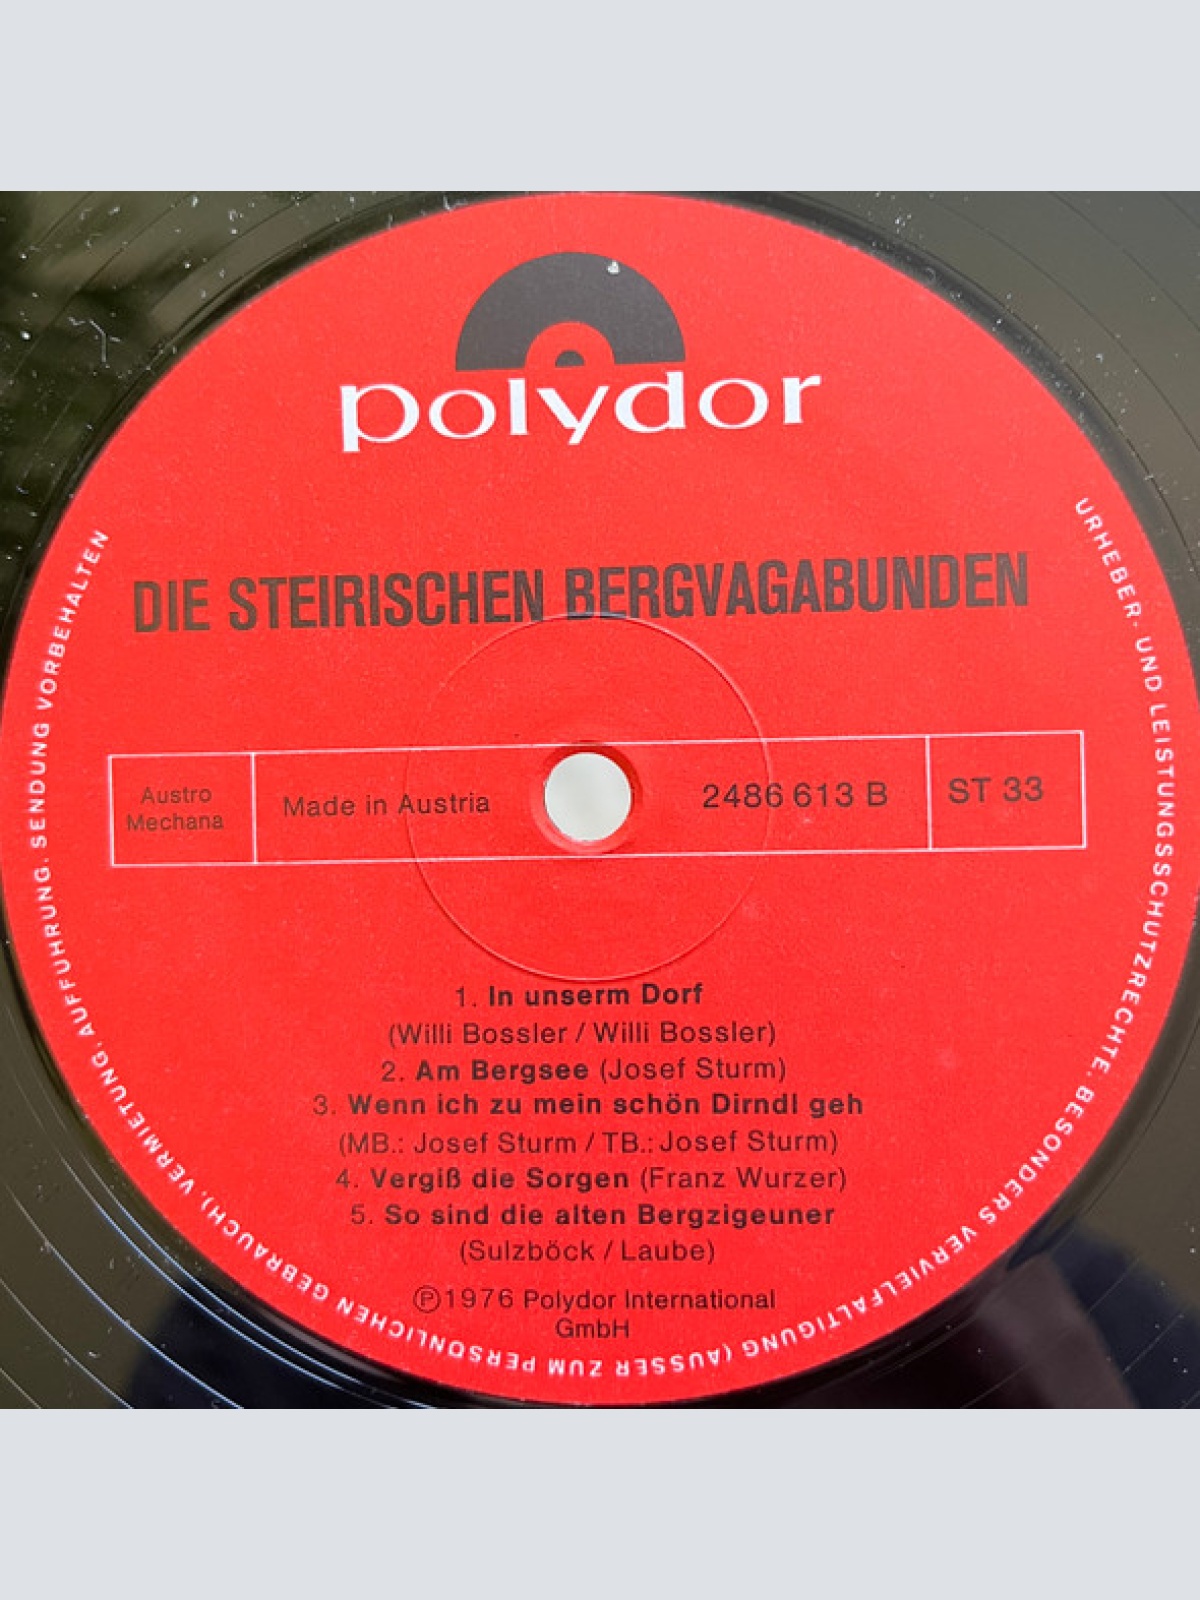 polydor
DIE STEIRISCHEN BERGVAGABUNDEN
Austro
Mechana
Made in Austria
2486 613 B
ST 33
1. In unserm Dorf
(Willi Bossler / Willi Bossler)
2. Am Bergsee (Josef Sturm)
3. Wenn ich zu mein schön Dirndl geh
(MB.: Josef Sturm / TB.: Josef Sturm)
4. Vergiß die Sorgen (Franz Wurzer)
5. So sind die alten Bergzigeuner
(Sulzböck / Laube)
Ⓟ 1976 Polydor International
GmbH
URHEBER- UND LEISTUNGSSCHUTZRECHTE. BESONDERS VERVIELFÄLTIGUNG (AUSSER ZUM PERSÖNLICHEN GEBRAUCH), VERMIETUNG, AUFFÜHRUNG, SENDUNG VORBEHALTEN